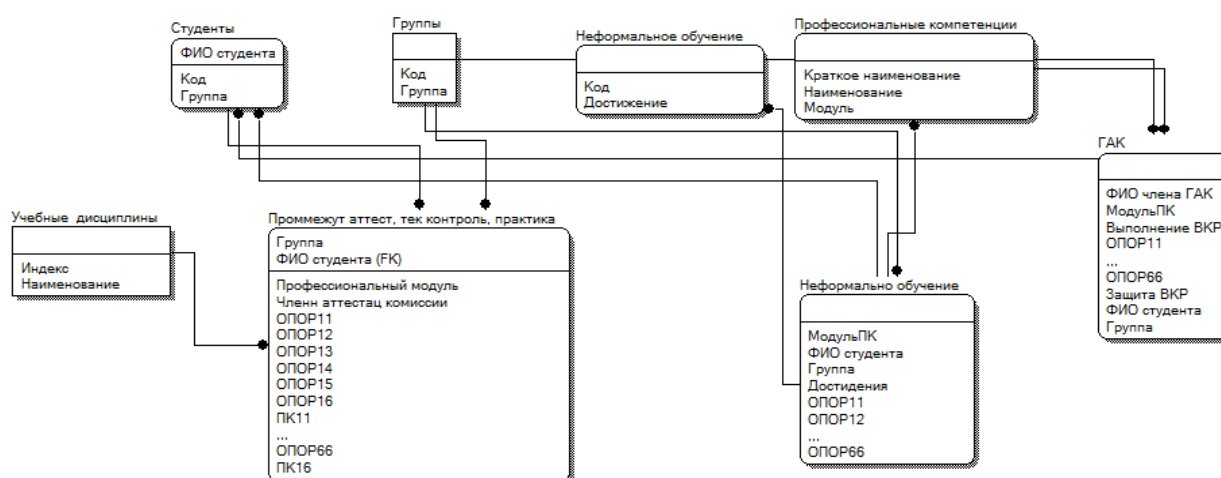 Студенты
ФИО студента
Код
Группа
Группы
Код
Группа
Неформальное обучение
Код
Достижение
Профессиональные компетенции
Краткое наименование
Наименование
Модуль
ГАК
ФИО члена ГАК
МодульПК
Выполнение ВКР
ОПОР11
...
ОПОР66
Защита ВКР
ФИО студента
Группа
Учебные дисциплины
Индекс
Наименование
Проммежут аттест, тек контроль, практика
Группа
ФИО студента (FK)
Профессиональный модуль
Членн аттестац комиссии
ОПОР11
ОПОР12
ОПОР13
ОПОР14
ОПОР15
ОПОР16
ПК11
...
ОПОР66
ПК16
Неформально обучение
МодульПК
ФИО студента
Группа
Достидения
ОПОР11
ОПОР12
...
ОПОР66